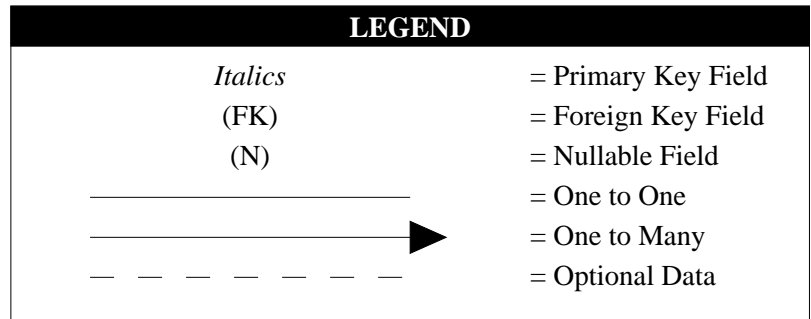 LEGEND
Italics = Primary Key Field
(FK) = Foreign Key Field
(N) = Nullable Field
= One to One
= One to Many
= Optional Data